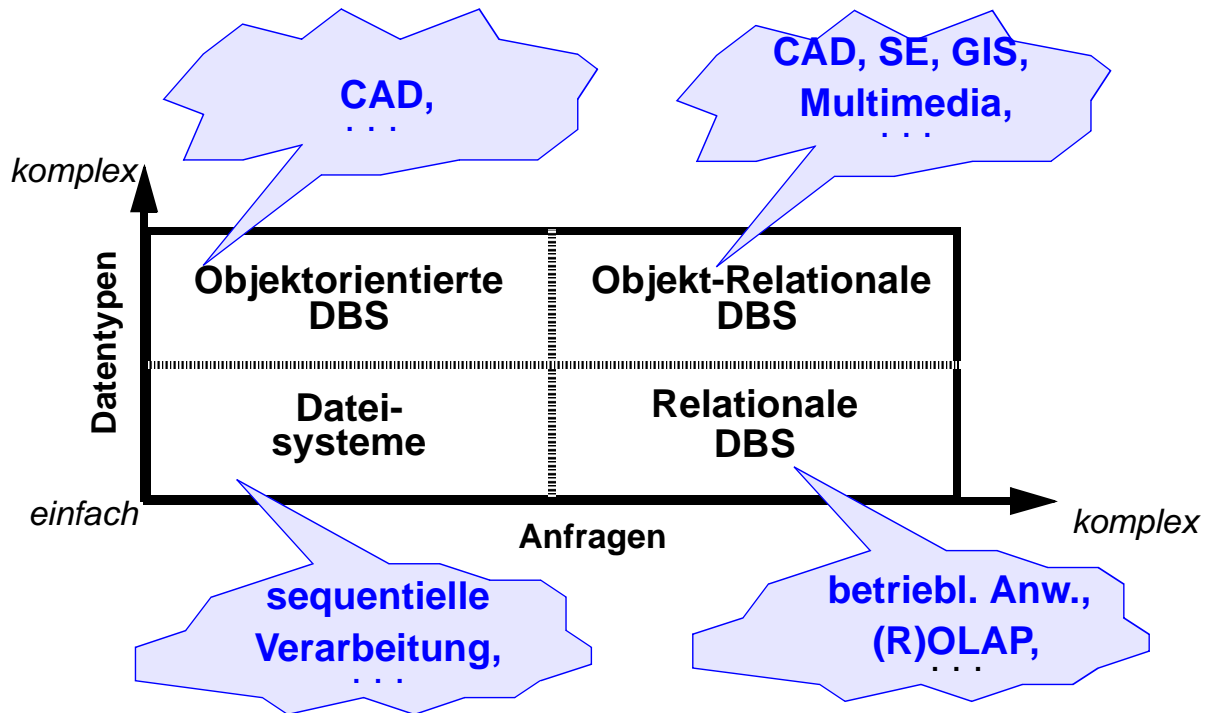 CAD,
. . .
CAD, SE, GIS,
Multimedia,
. . .
komplex
Datentypen
Objektorientierte
DBS
Objekt-Relationale
DBS
Datei-
systeme
Relationale
DBS
einfach
Anfragen
komplex
sequentielle
Verarbeitung,
. . .
betriebl. Anw.,
(R)OLAP,
. . .